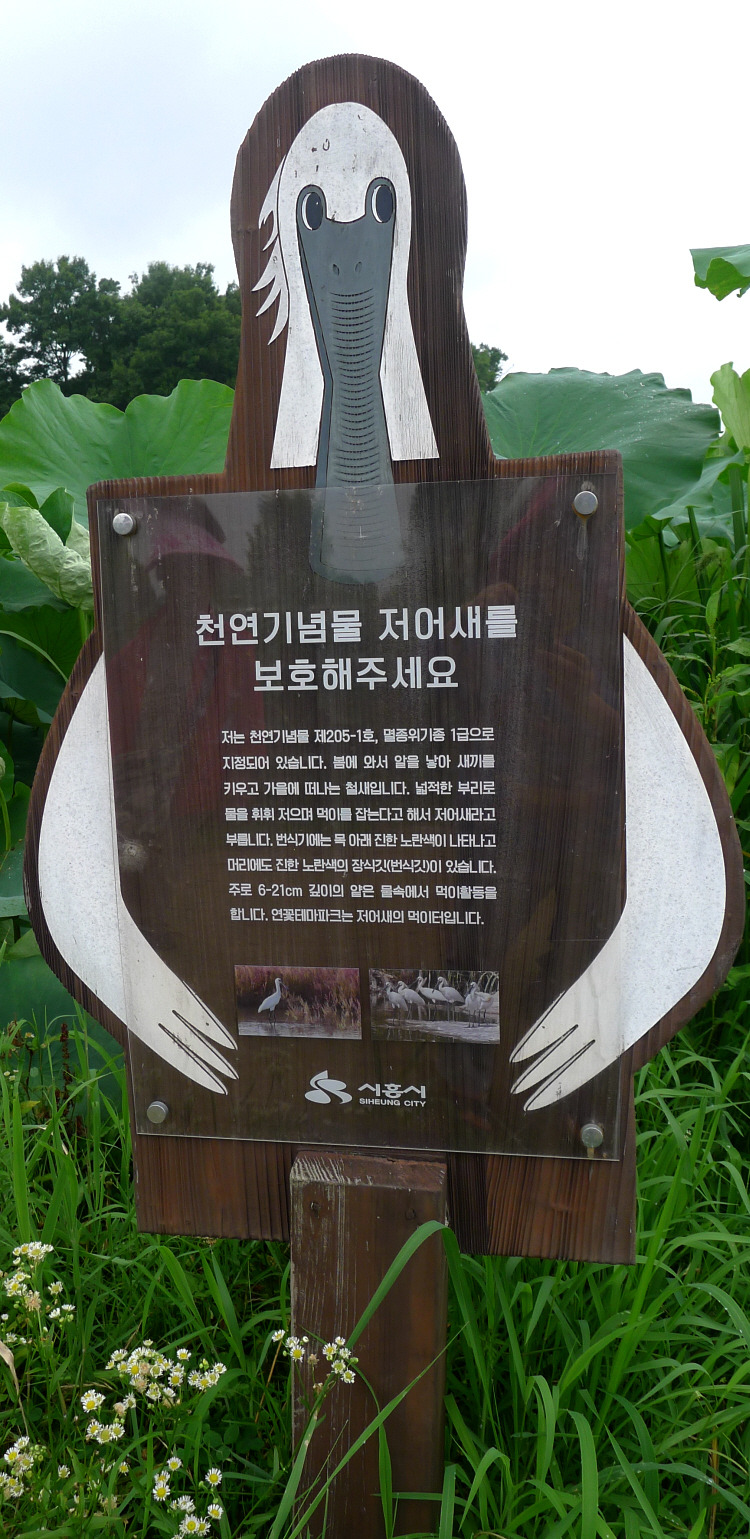 천연기념물 저어새를
보호해주세요
저는 천연기념물 제205-1호, 멸종위기종 1급으로
지정되어 있습니다. 봄에 와서 알을 낳아 새끼를
키우고 가을에 떠나는 철새입니다. 넓적한 부리로
물을 휘휘 저으며 먹이를 잡는다고 해서 저어새라고
부릅니다. 번식기에는 목 아래 진한 노란색이 나타나고
머리에도 진한 노란색의 장식깃(번식깃)이 있습니다.
주로 6-21cm 깊이의 얕은 물속에서 먹이활동을
합니다. 연꽃테마파크는 저어새의 먹이터입니다.
시흥시
SIHEUNG CITY